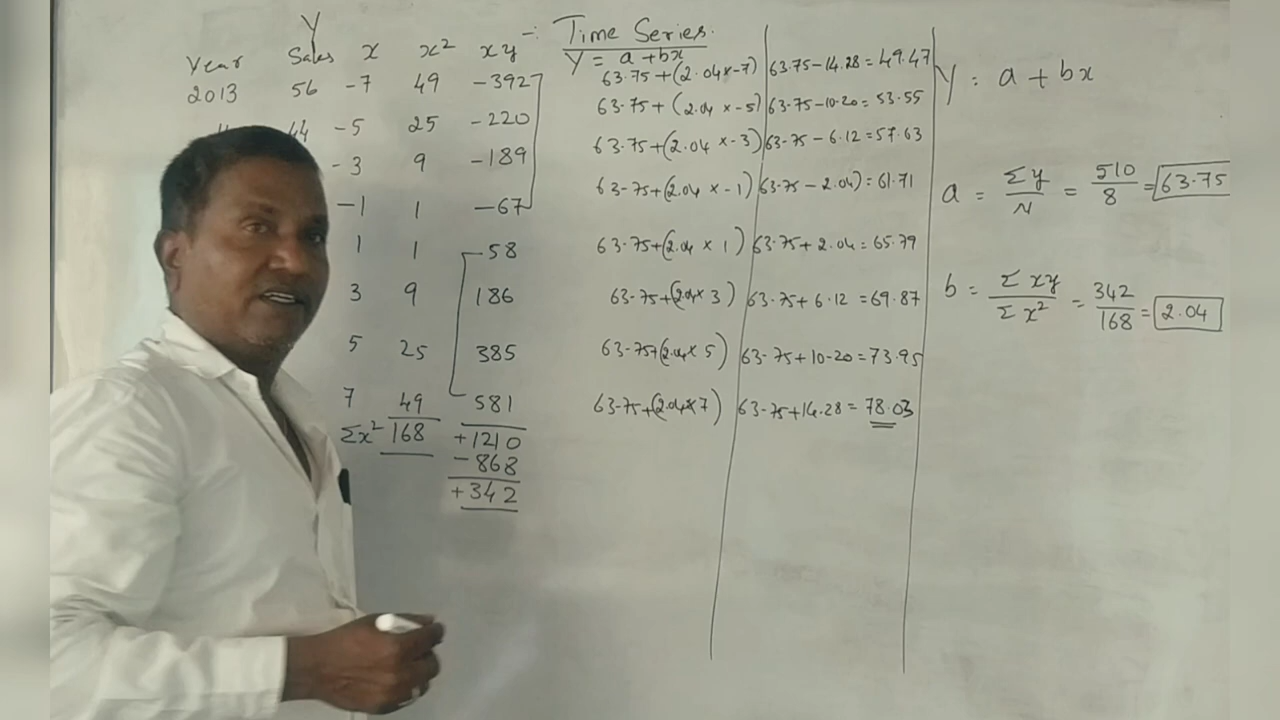 Y
Time Series.
Year Sales x x² xy Y = a + bx
2013 56 -7 49 -392 63.75+(2.04×-7) 63.75-14.28 = 49.47 Y = a + bx
44 -5 25 -220 63.75+(2.04 × -5) 63.75-10.20 = 53.55
-3 9 -189 63.75+(2.04 × -3) 63.75-6.12 = 57.63
-1 1 -67 63.75+(2.04 × -1) 63.75-2.04) = 61.71 a = Σy/N = 510/8 = 63.75
1 1 58 63.75+(2.04 × 1) 63.75+2.04 = 65.79
3 9 186 63.75+(2.04× 3) 63.75+6.12 = 69.87 b = Σxy/Σx² = 342/168 = 2.04
5 25 385 63.75+(2.04× 5) 63.75+10.20 = 73.95
7 49 581 63.75+(2.04×7) 63.75+14.28 = 78.03
Σx² 168 +1210
-868
+342